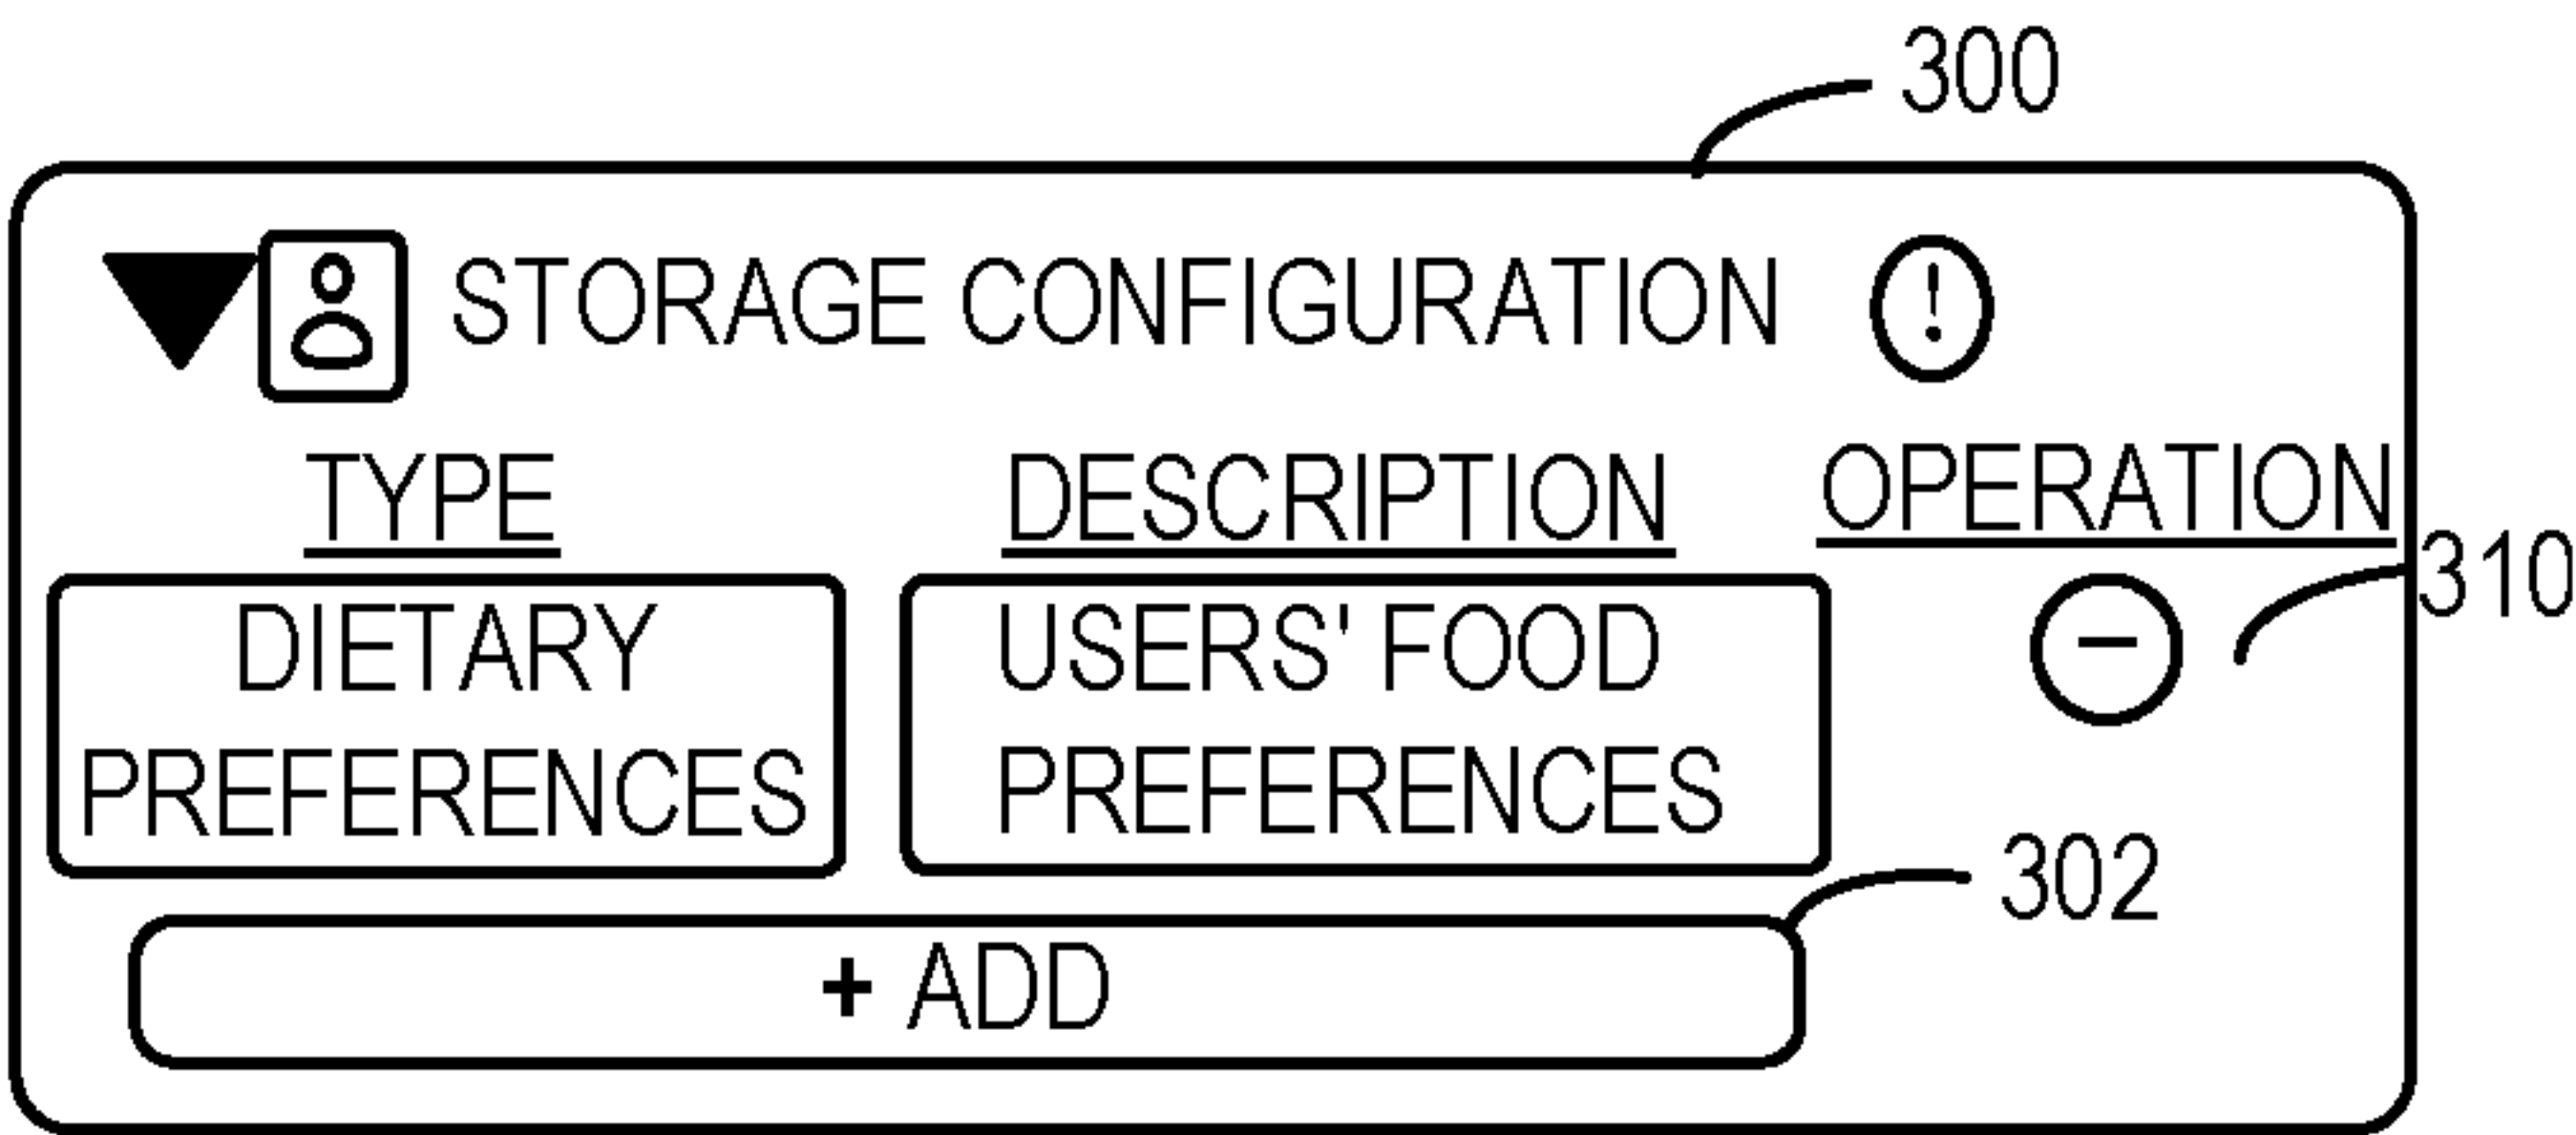 300
STORAGE CONFIGURATION !
TYPE DESCRIPTION OPERATION
310
DIETARY PREFERENCES
USERS' FOOD PREFERENCES
−
302
+ ADD